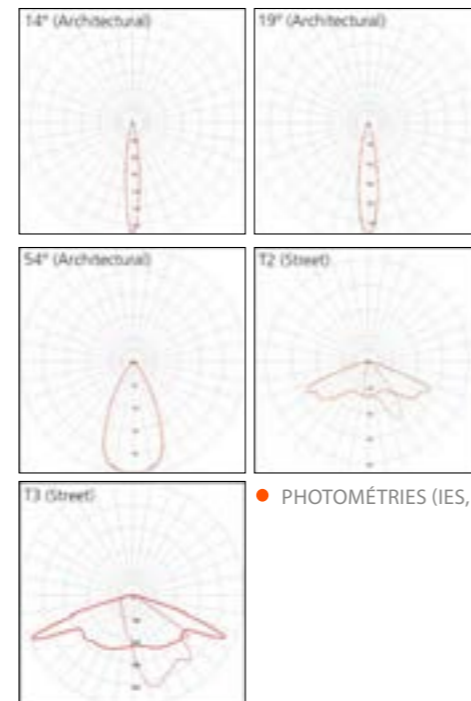 14° (Architectural)
19° (Architectural)
54° (Architectural)
T2 (Street)
T3 (Street)
PHOTOMÉTRIES (IES,